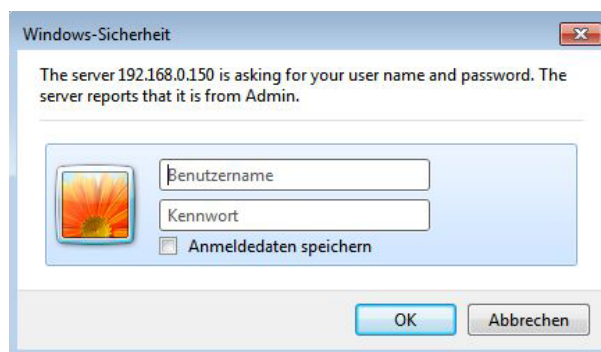 Windows-Sicherheit
The server 192.168.0.150 is asking for your user name and password. The
server reports that it is from Admin.
Benutzername
Kennwort
Anmeldedaten speichern
OK
Abbrechen